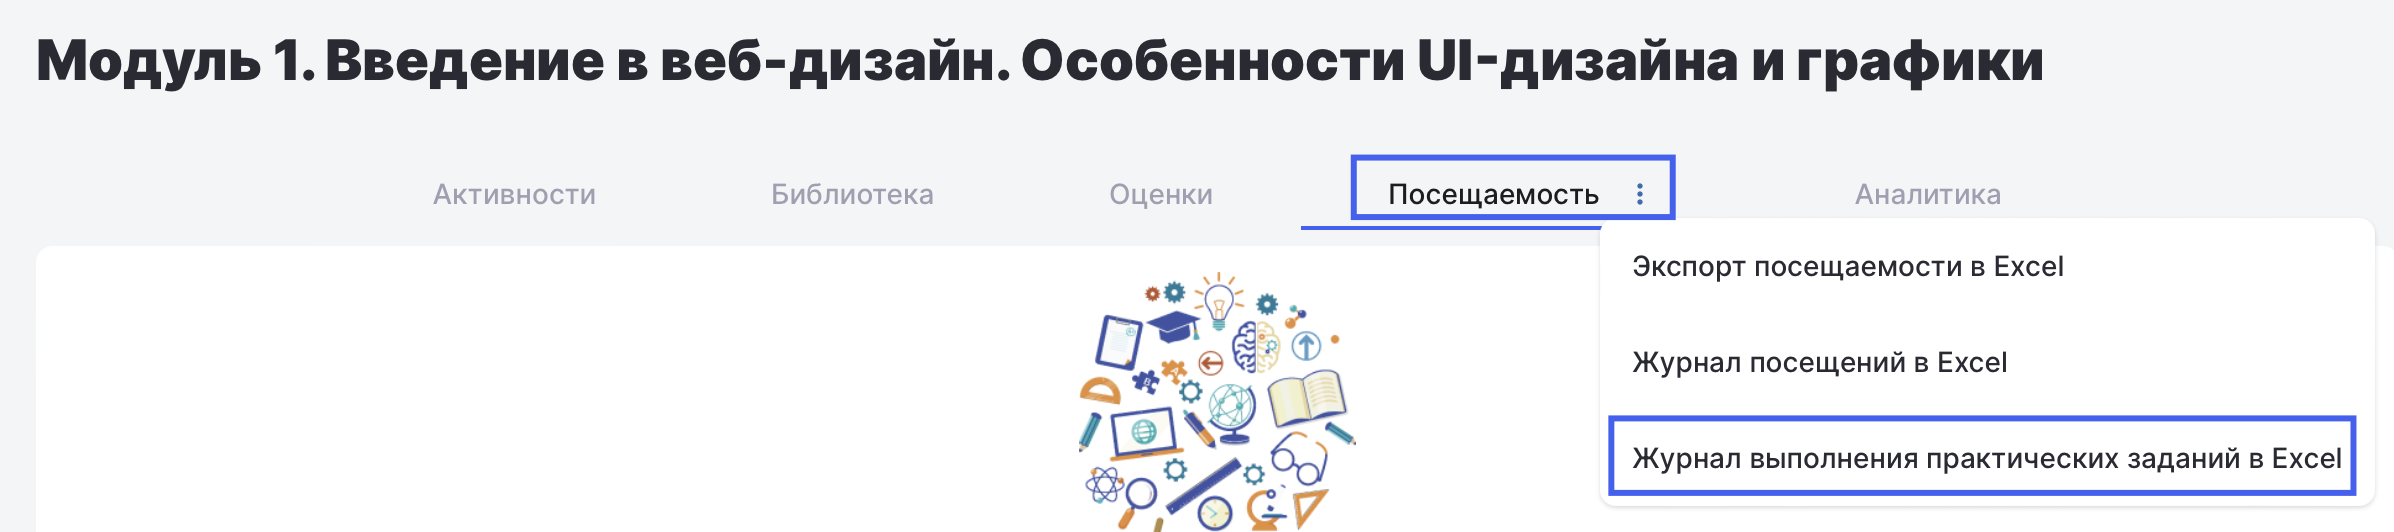 Модуль 1. Введение в веб-дизайн. Особенности UI-дизайна и графики
Активности Библиотека Оценки Посещаемость Аналитика
Экспорт посещаемости в Excel
Журнал посещений в Excel
Журнал выполнения практических заданий в Excel